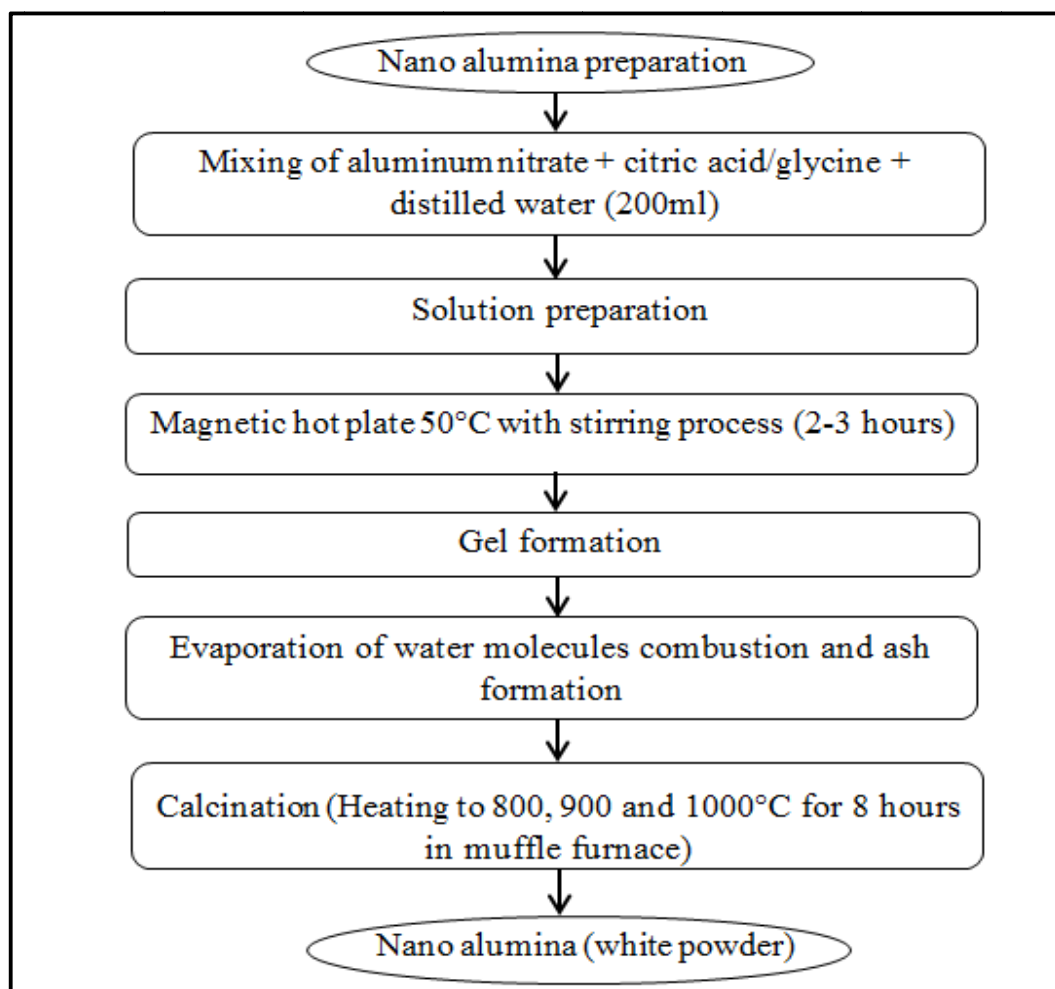 Nano alumina preparation
Mixing of aluminum nitrate + citric acid/glycine +
distilled water (200ml)
Solution preparation
Magnetic hot plate 50°C with stirring process (2-3 hours)
Gel formation
Evaporation of water molecules combustion and ash
formation
Calcination (Heating to 800, 900 and 1000°C for 8 hours
in muffle furnace)
Nano alumina (white powder)